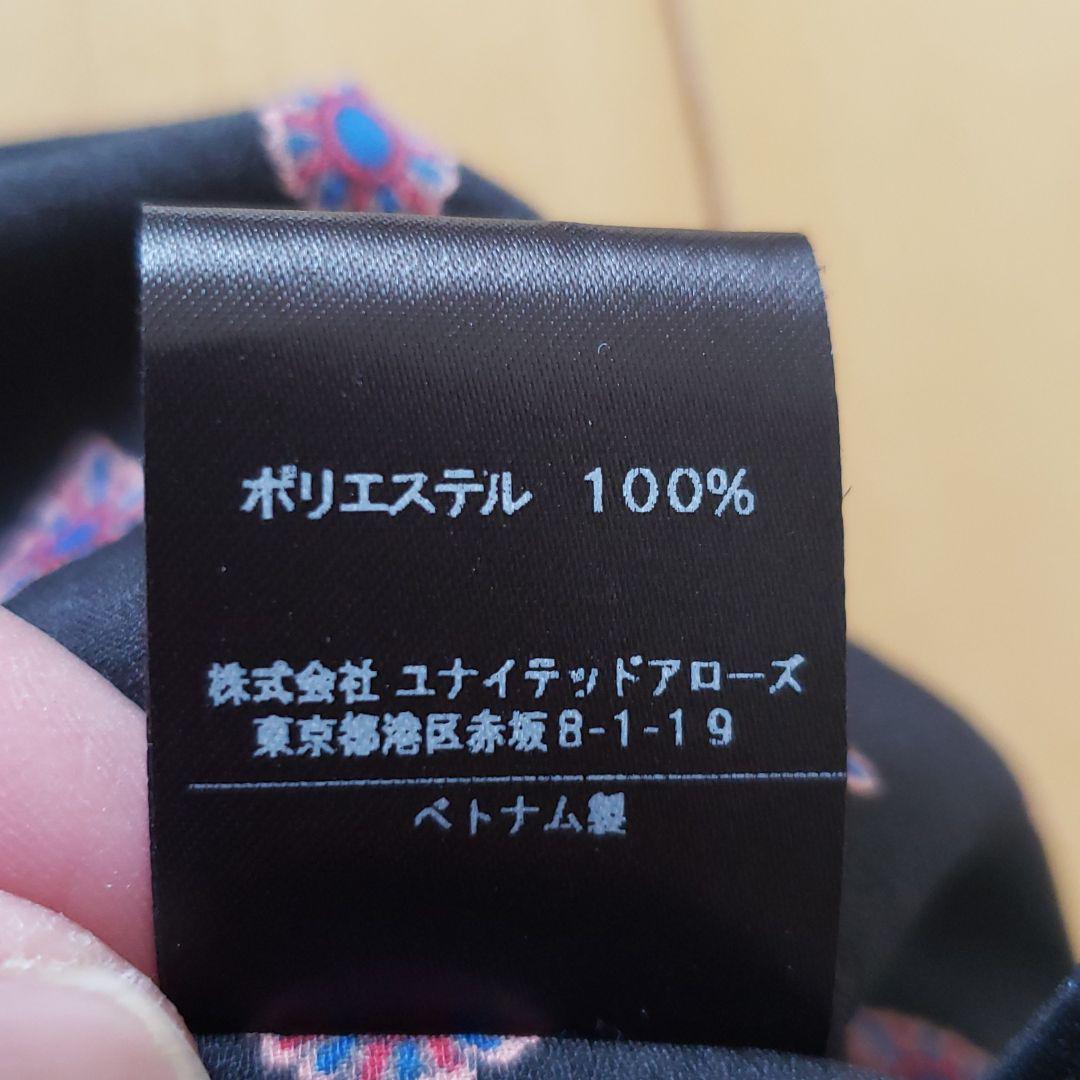 ポリエステル 100%
株式会社 ユナイテッドアローズ
東京都港区赤坂8-1-19
ベトナム製